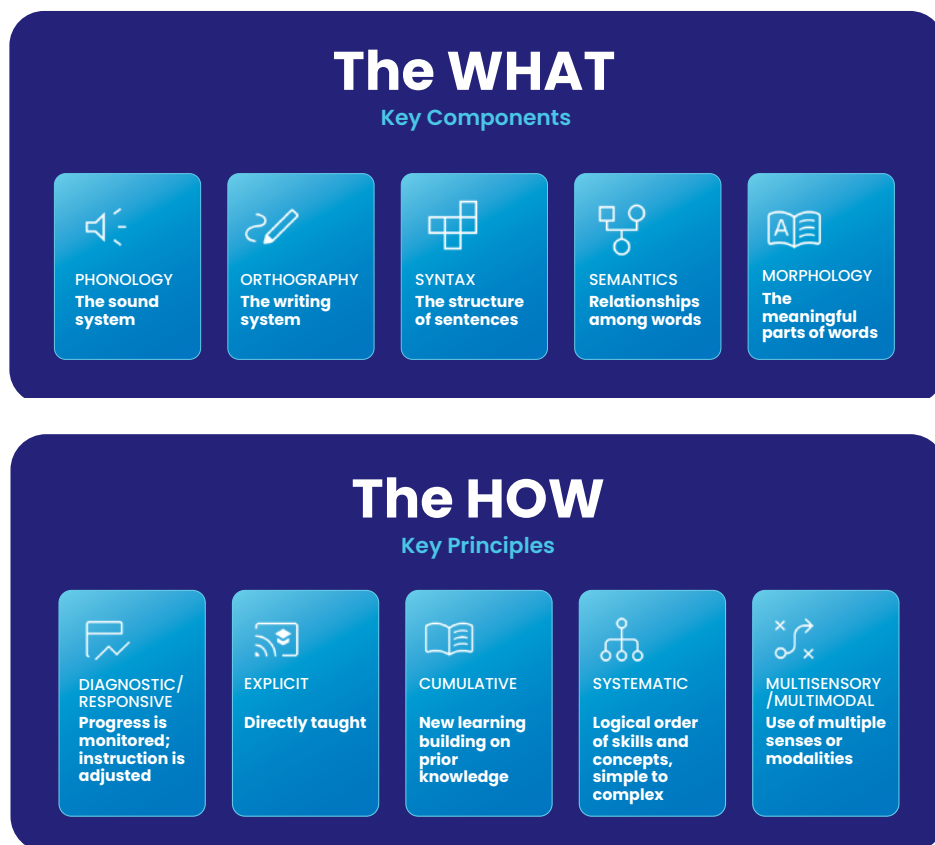 The WHAT
Key Components
PHONOLOGY
The sound
system
ORTHOGRAPHY
The writing
system
SYNTAX
The structure
of sentences
SEMANTICS
Relationships
among words
A
MORPHOLOGY
The
meaningful
parts of words
The HOW
Key Principles
DIAGNOSTIC/
RESPONSIVE
Progress is
monitored;
instruction is
adjusted
EXPLICIT
Directly taught
CUMULATIVE
New learning
building on
prior
knowledge
SYSTEMATIC
Logical order
of skills and
concepts,
simple to
complex
MULTISENSORY
/MULTIMODAL
Use of multiple
senses or
modalities